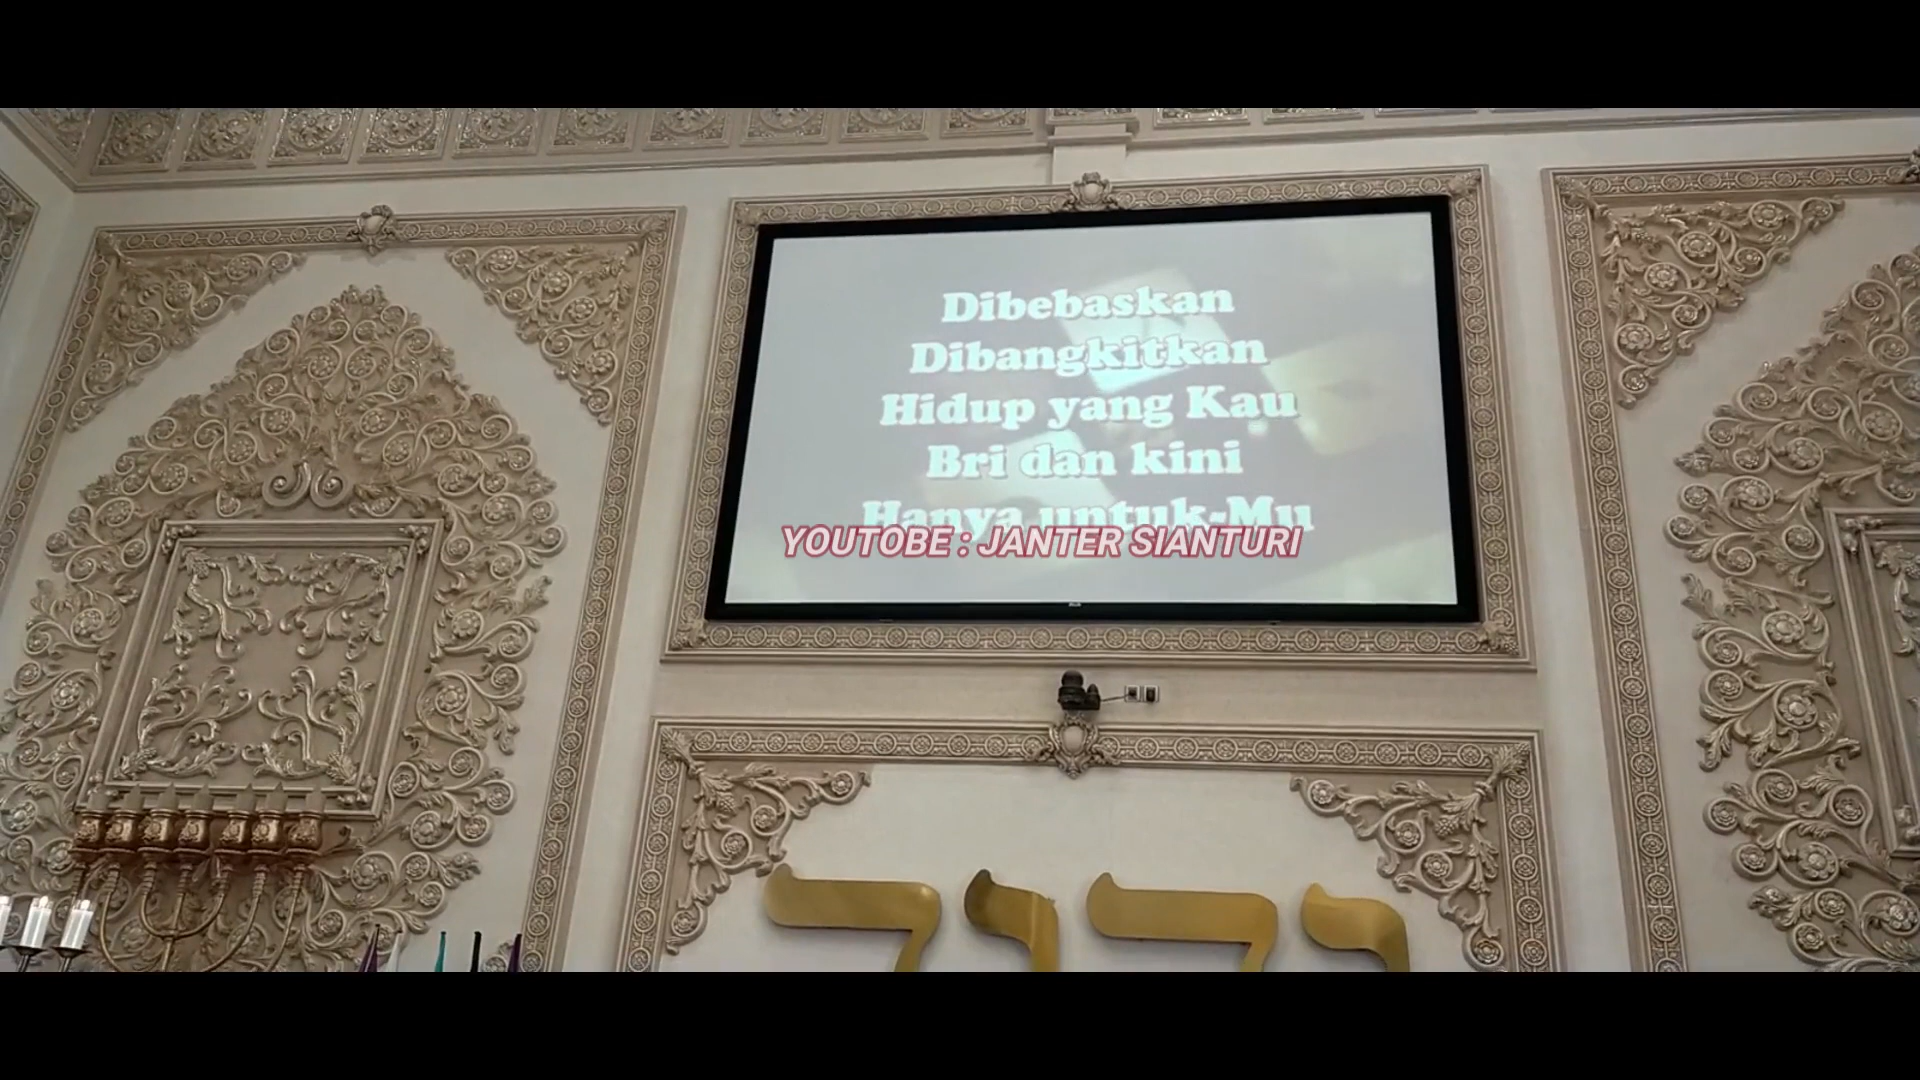 Dibebaskan
Dibangkitkan
Hidup yang Kau
Bri dan kini
Hanya untuk-Mu
YOUTOBE : JANTER SIANTURI